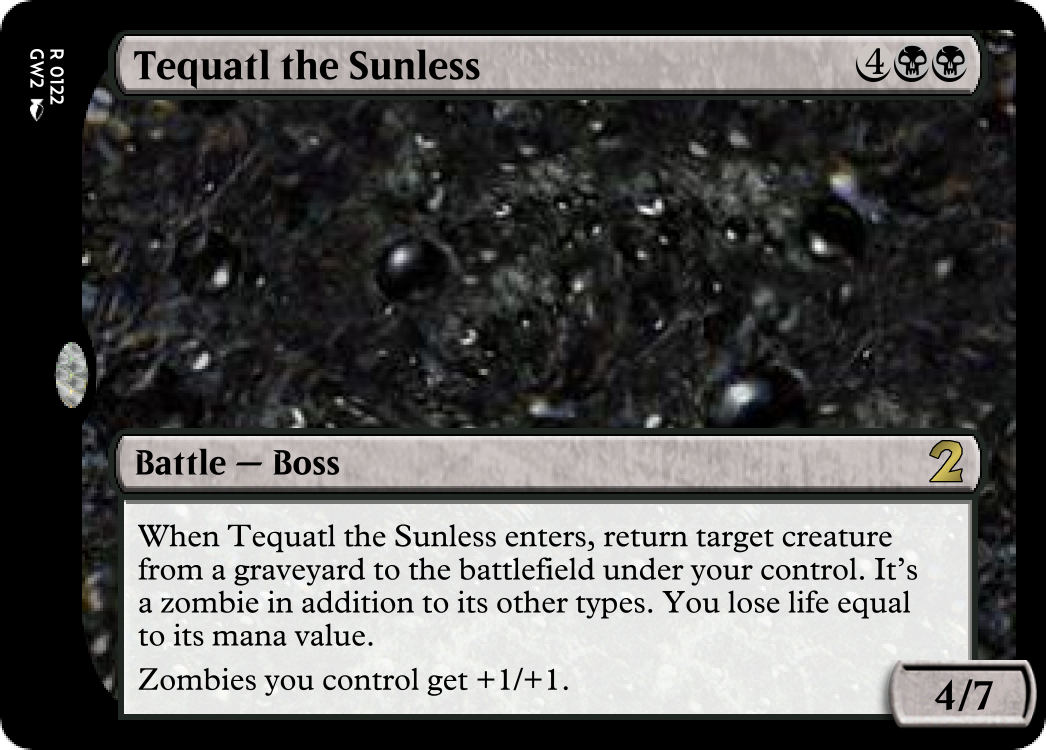 Tequatl the Sunless 4
R 0122
GW2
Battle — Boss 2
When Tequatl the Sunless enters, return target creature
from a graveyard to the battlefield under your control. It's
a zombie in addition to its other types. You lose life equal
to its mana value.
Zombies you control get +1/+1.
4/7